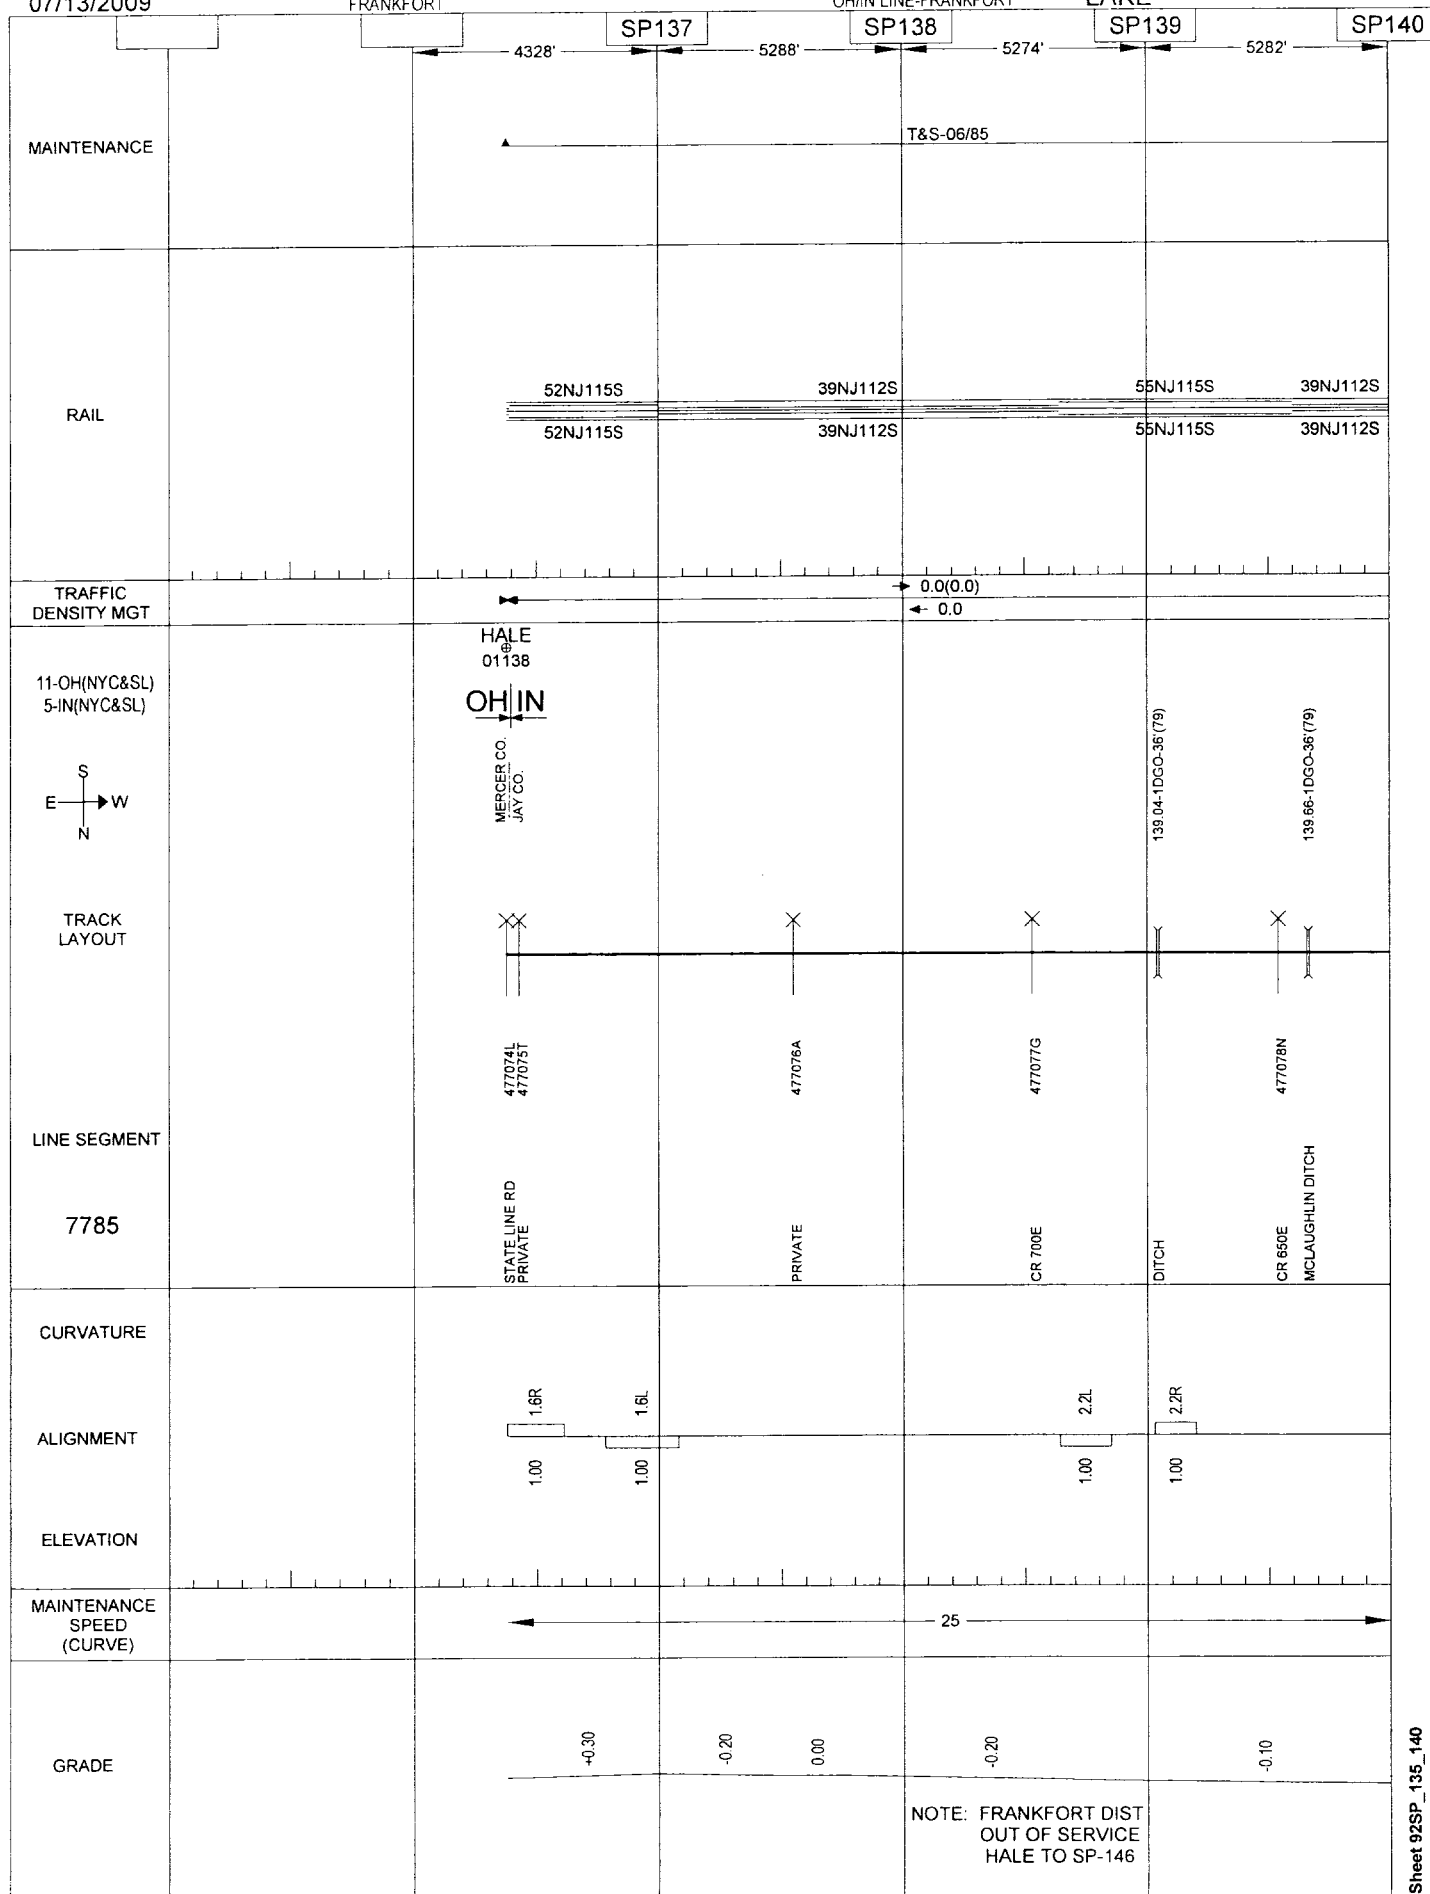 07/13/2009
FRANKFORT
OH/IN LINE-FRANKFORT
LAKE
SP137
SP138
SP139
SP140
4328'
5288'
5274'
5282'
MAINTENANCE
T&S-06/85
RAIL
52NJ115S
39NJ112S
55NJ115S
39NJ112S
52NJ115S
39NJ112S
55NJ115S
39NJ112S
TRAFFIC
DENSITY MGT
0.0(0.0)
0.0
HALE
01138
11-OH(NYC&SL)
5-IN(NYC&SL)
OH IN
MERCER CO.
JAY CO.
139.04-1DGO-36'(79)
139.66-1DGO-36'(79)
S
E W
N
TRACK
LAYOUT
477074L
477075T
477076A
477077G
477078N
LINE SEGMENT
7785
STATE LINE RD
PRIVATE
PRIVATE
CR 700E
DITCH
CR 650E
MCLAUGHLIN DITCH
CURVATURE
1.6R
1.6L
2.2L
2.2R
ALIGNMENT
1.00
1.00
1.00
1.00
ELEVATION
MAINTENANCE
SPEED
(CURVE)
25
GRADE
+0.30
-0.20
0.00
-0.20
-0.10
NOTE: FRANKFORT DIST
OUT OF SERVICE
HALE TO SP-146
Sheet 92SP_135_140